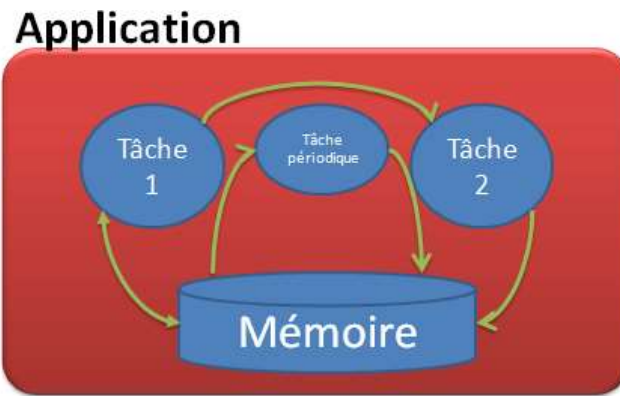 Application
Tâche
1
Tâche
périodique
Tâche
2
Mémoire